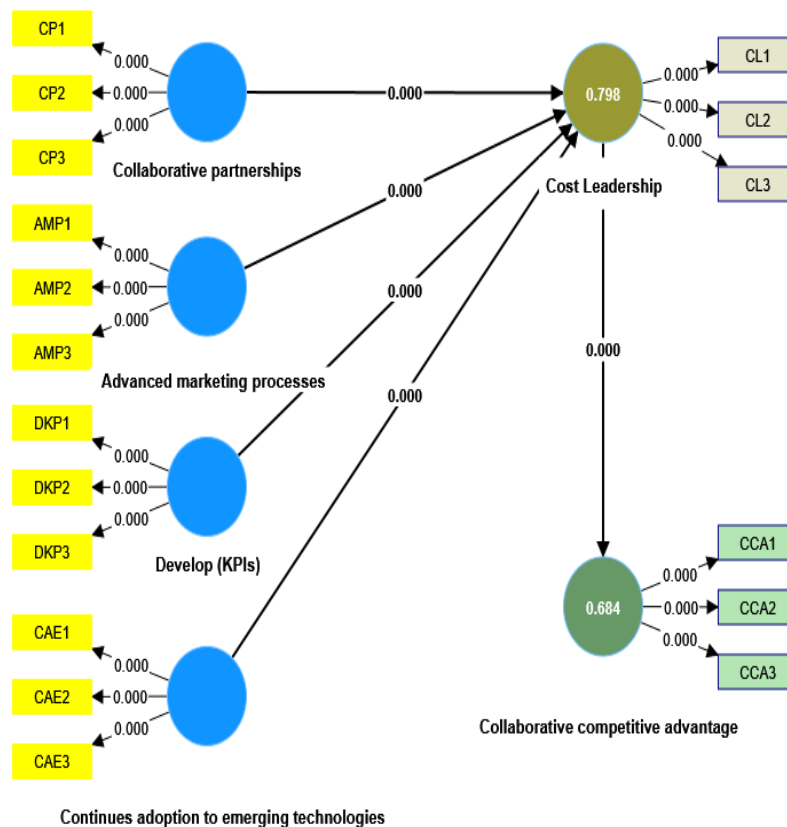 CP1
0.000
CP2
0.000
CP3
0.000
Collaborative partnerships
0.000
AMP1
0.000
AMP2
0.000
AMP3
0.000
Advanced marketing processes
0.000
DKP1
0.000
DKP2
0.000
DKP3
0.000
Develop (KPIs)
0.000
CAE1
0.000
CAE2
0.000
CAE3
0.000
Continues adoption to emerging technologies
0.000
0.798
Cost Leadership
0.000
CL1
0.000
CL2
0.000
CL3
0.000
0.684
Collaborative competitive advantage
0.000
CCA1
0.000
CCA2
0.000
CCA3